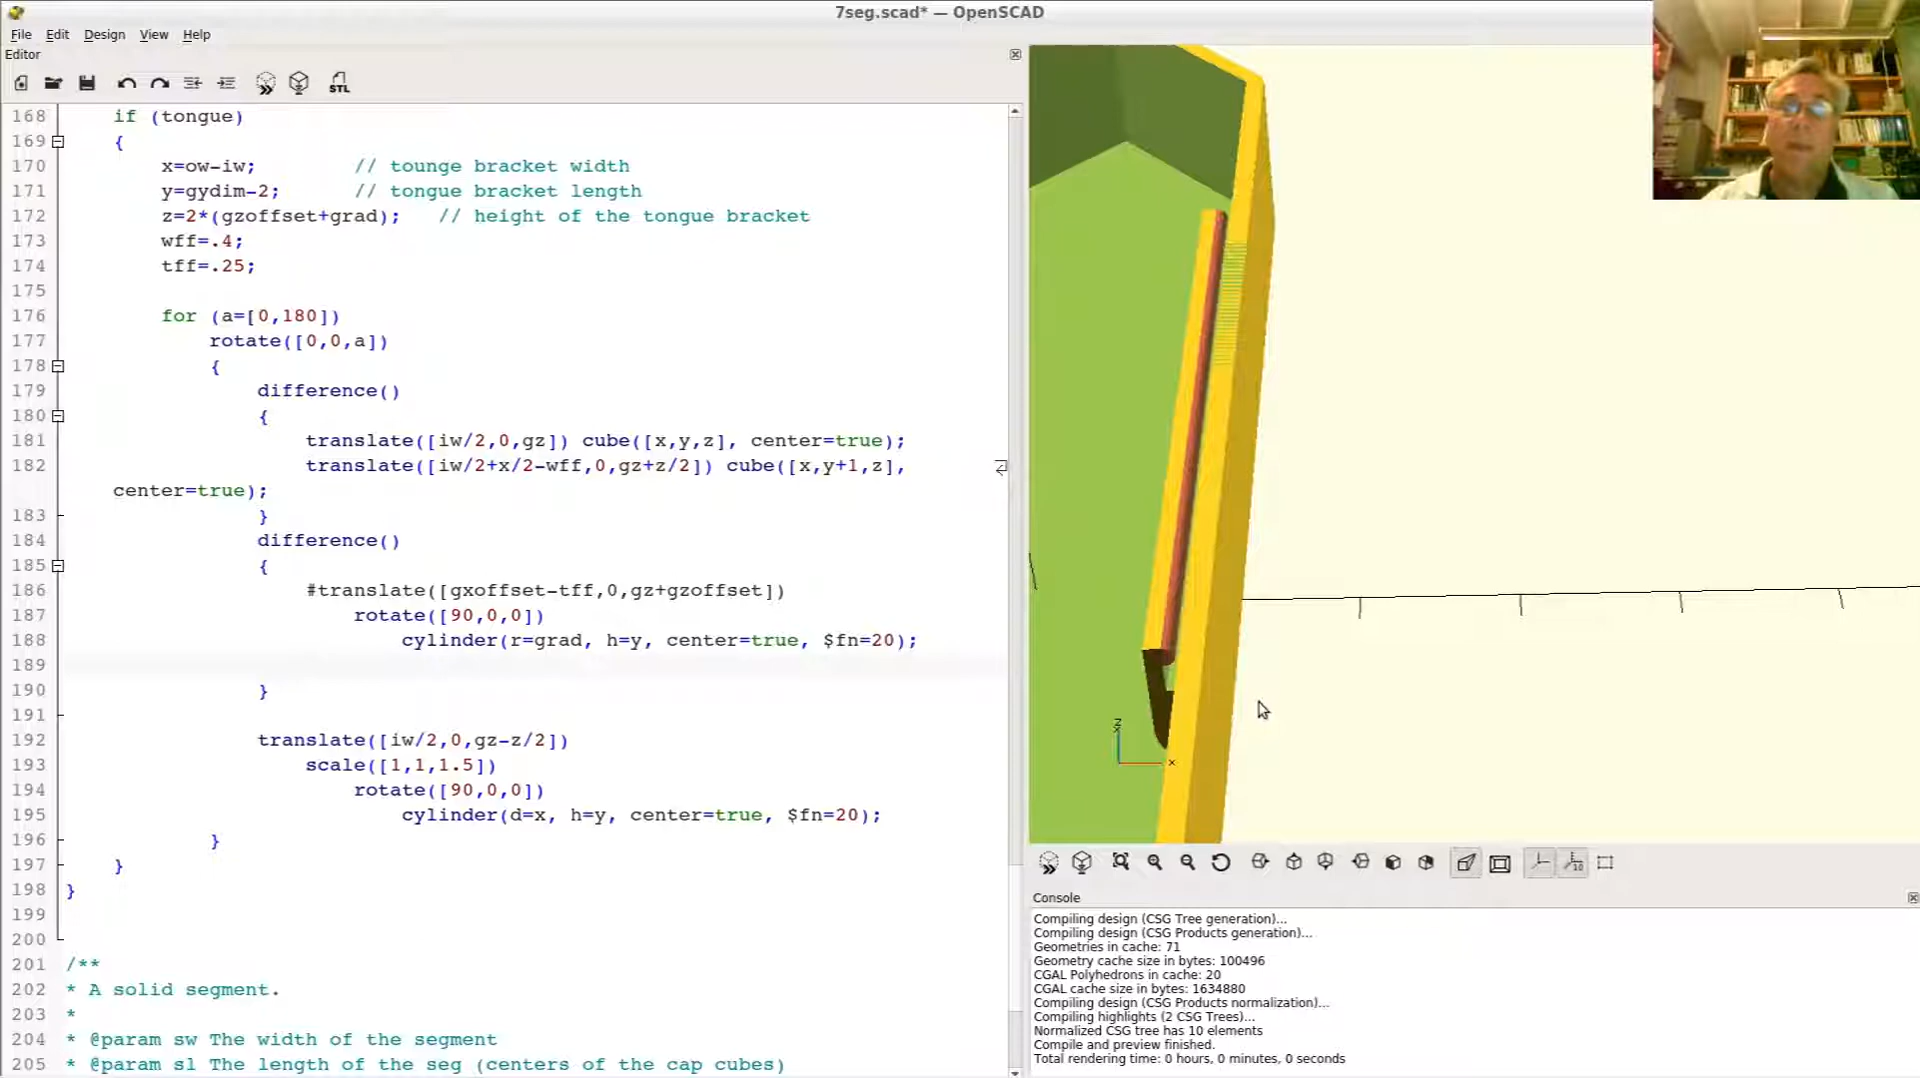 7seg.scad* — OpenSCAD
File Edit Design View Help
Editor
STL
168 if (tongue)
169 {
170 x=ow-iw; // tounge bracket width
171 y=gydim-2; // tongue bracket length
172 z=2*(gzoffset+grad); // height of the tongue bracket
173 wff=.4;
174 tff=.25;
175
176 for (a=[0,180])
177 rotate([0,0,a])
178 {
179 difference()
180 {
181 translate([iw/2,0,gz]) cube([x,y,z], center=true);
182 translate([iw/2+x/2-wff,0,gz+z/2]) cube([x,y+1,z],
center=true);
183 }
184 difference()
185 {
186 #translate([gxoffset-tff,0,gz+gzoffset])
187 rotate([90,0,0])
188 cylinder(r=grad, h=y, center=true, $fn=20);
189
190 }
191
192 translate([iw/2,0,gz-z/2])
193 scale([1,1,1.5])
194 rotate([90,0,0])
195 cylinder(d=x, h=y, center=true, $fn=20);
196 }
197 }
198 }
199
200
201 /**
202 * A solid segment.
203 *
204 * @param sw The width of the segment
205 * @param sl The length of the seg (centers of the cap cubes)
z
x
10
Console
Compiling design (CSG Tree generation)...
Compiling design (CSG Products generation)...
Geometries in cache: 71
Geometry cache size in bytes: 100496
CGAL Polyhedrons in cache: 20
CGAL cache size in bytes: 1634880
Compiling design (CSG Products normalization)...
Compiling highlights (2 CSG Trees)...
Normalized CSG tree has 10 elements
Compile and preview finished.
Total rendering time: 0 hours, 0 minutes, 0 seconds